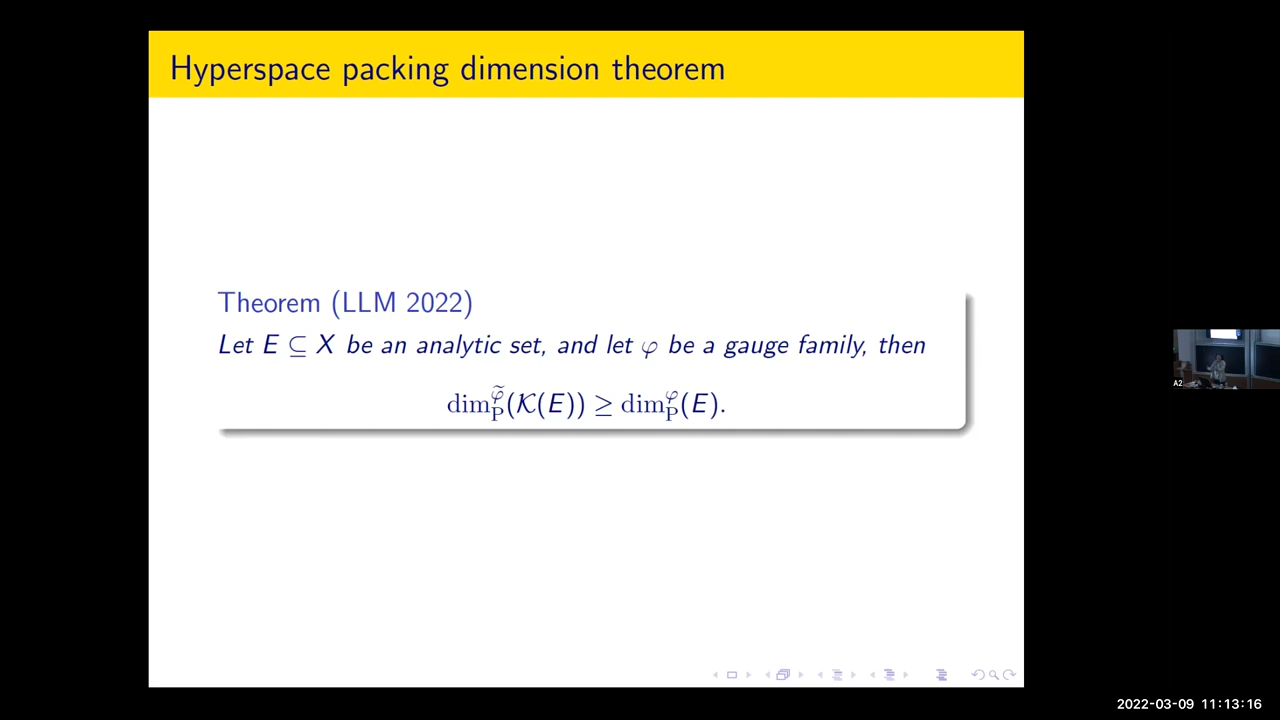 Hyperspace packing dimension theorem
Theorem (LLM 2022)
Let E ⊆ X be an analytic set, and let φ be a gauge family, then
dim_P^φ̃(𝒦(E)) ≥ dim_P^φ(E).
A2
2022-03-09 11:13:16